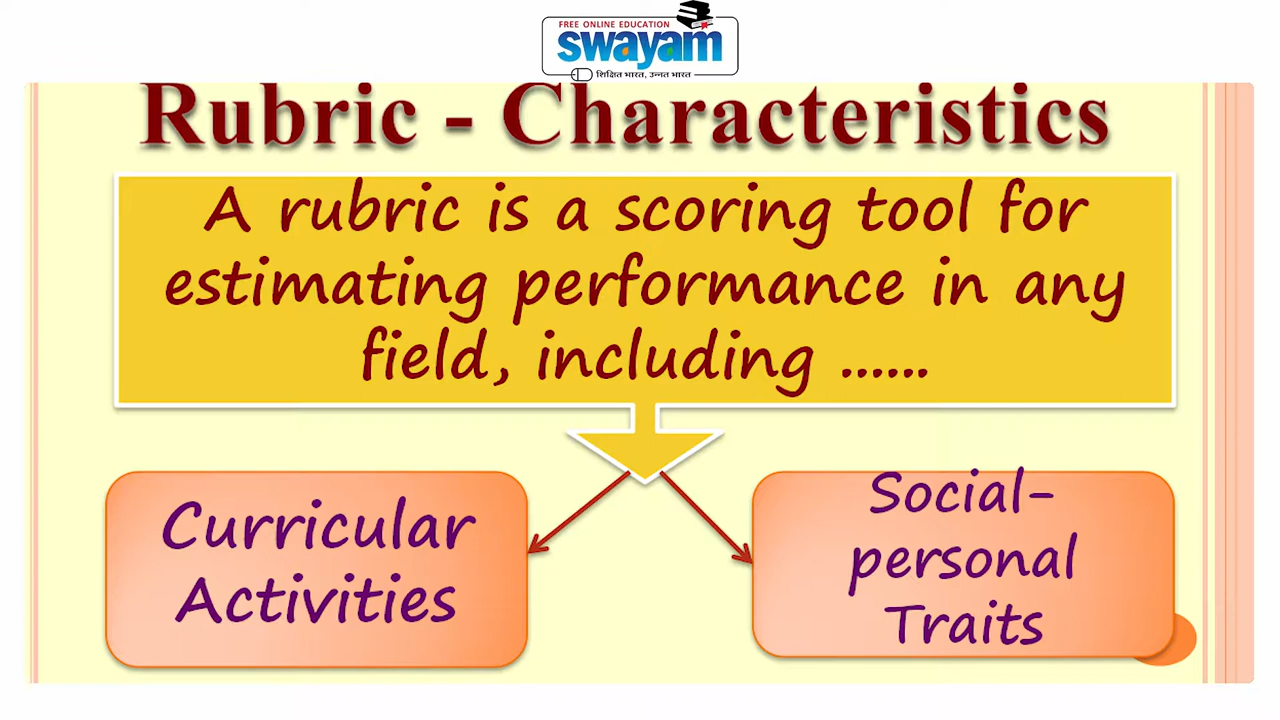 FREE ONLINE EDUCATION
swayam
शिक्षित भारत, उन्नत भारत
Rubric - Characteristics
A rubric is a scoring tool for
estimating performance in any
field, including ......
Curricular
Activities
Social-
personal
Traits